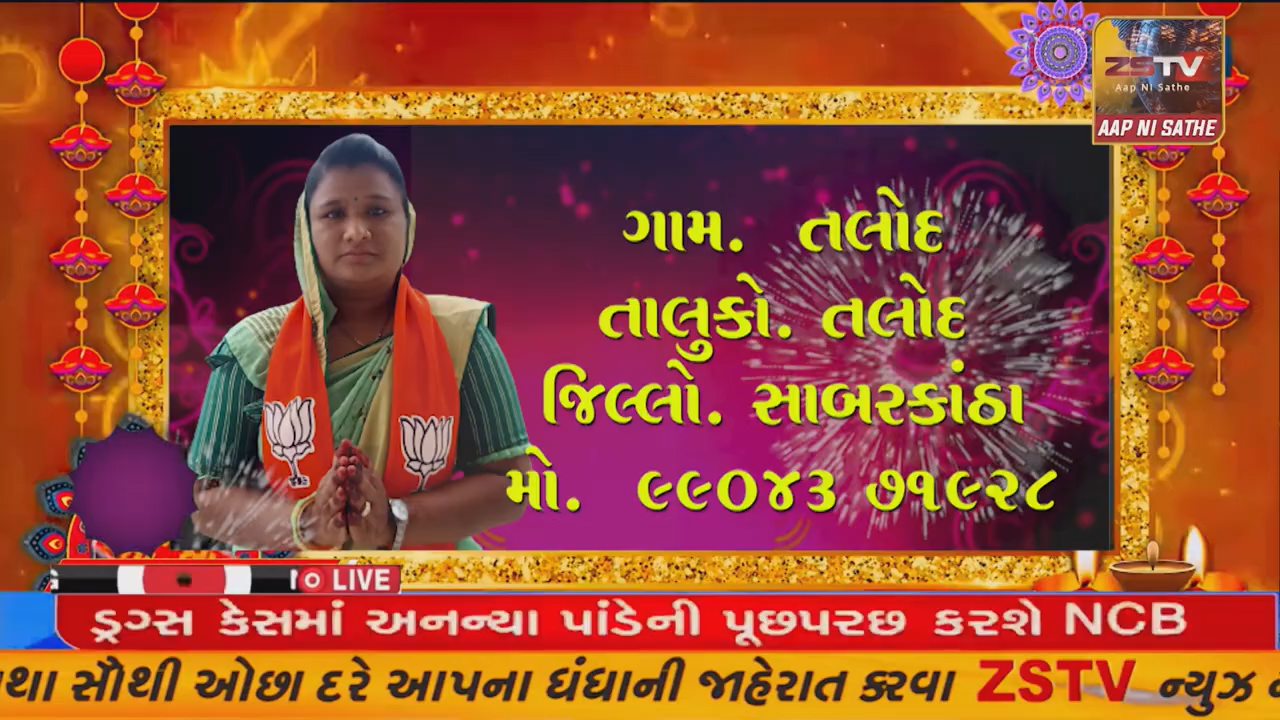 ZSTV
Aap Ni Sathe
AAP NI SATHE
ગામ. તલોદ
તાલુકો. તલોદ
જિલ્લો. સાબરકાંઠા
મો. ૯૯૦૪૩ ૭૧૯૨૮
LIVE
ડ્રગ્સ કેસમાં અનન્યા પાંડેની પૂછપરછ કરશે NCB
સૌથી ઓછા દરે આપના ધંધાની જાહેરાત કરવા ZSTV ન્યુઝ